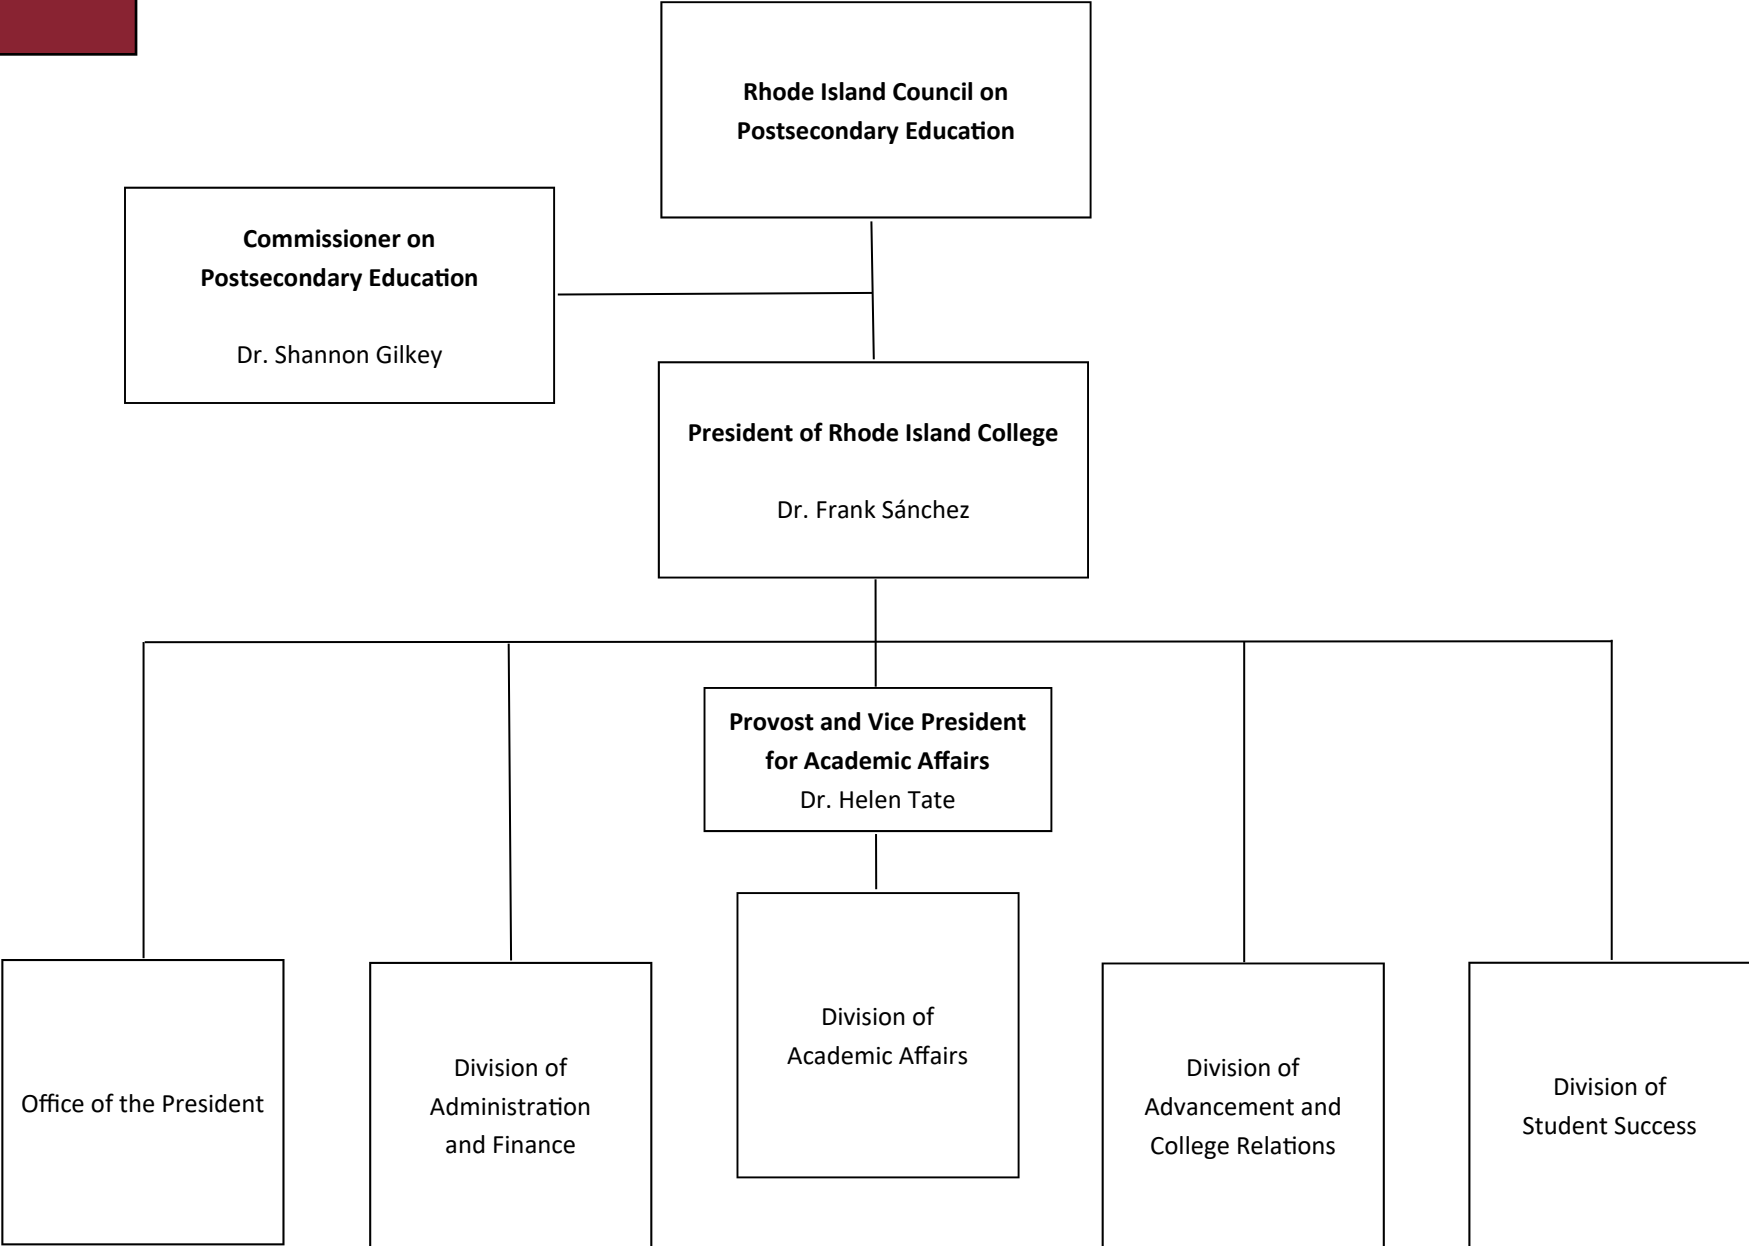 Rhode Island Council on
Postsecondary Education
Commissioner on
Postsecondary Education
Dr. Shannon Gilkey
President of Rhode Island College
Dr. Frank Sánchez
Provost and Vice President
for Academic Affairs
Dr. Helen Tate
Office of the President
Division of
Administration
and Finance
Division of
Academic Affairs
Division of
Advancement and
College Relations
Division of
Student Success